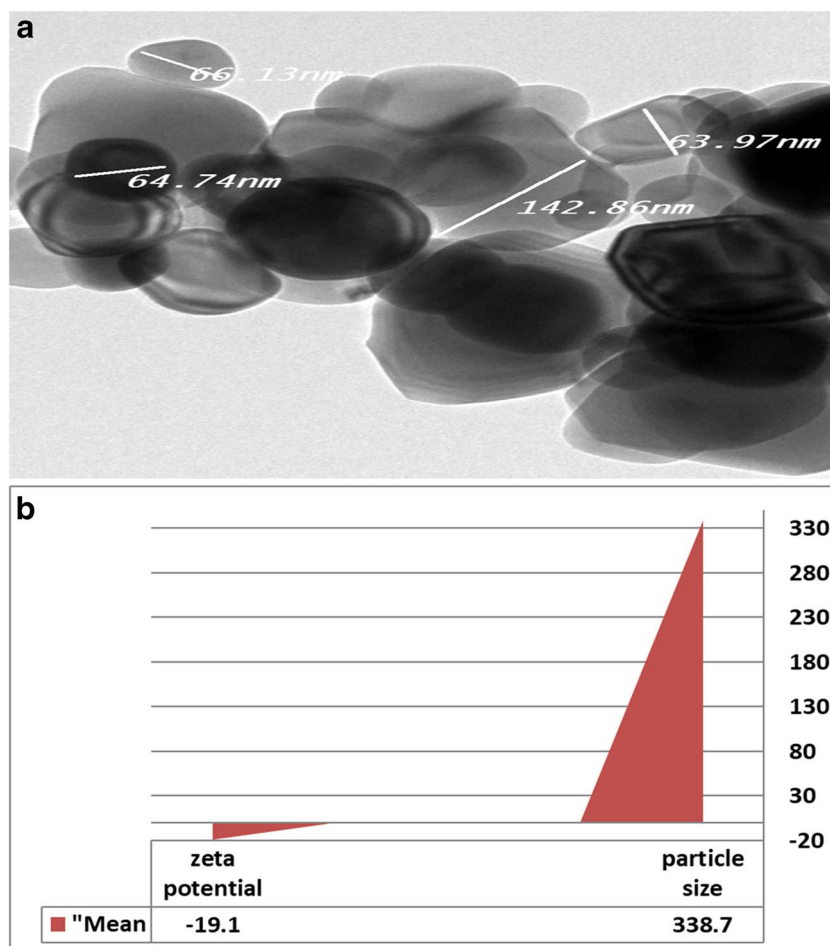 a
66.13nm
63.97nm
64.74nm
142.86nm
b
330
280
230
180
130
80
30
-20
zeta potential
particle size
"Mean -19.1 338.7